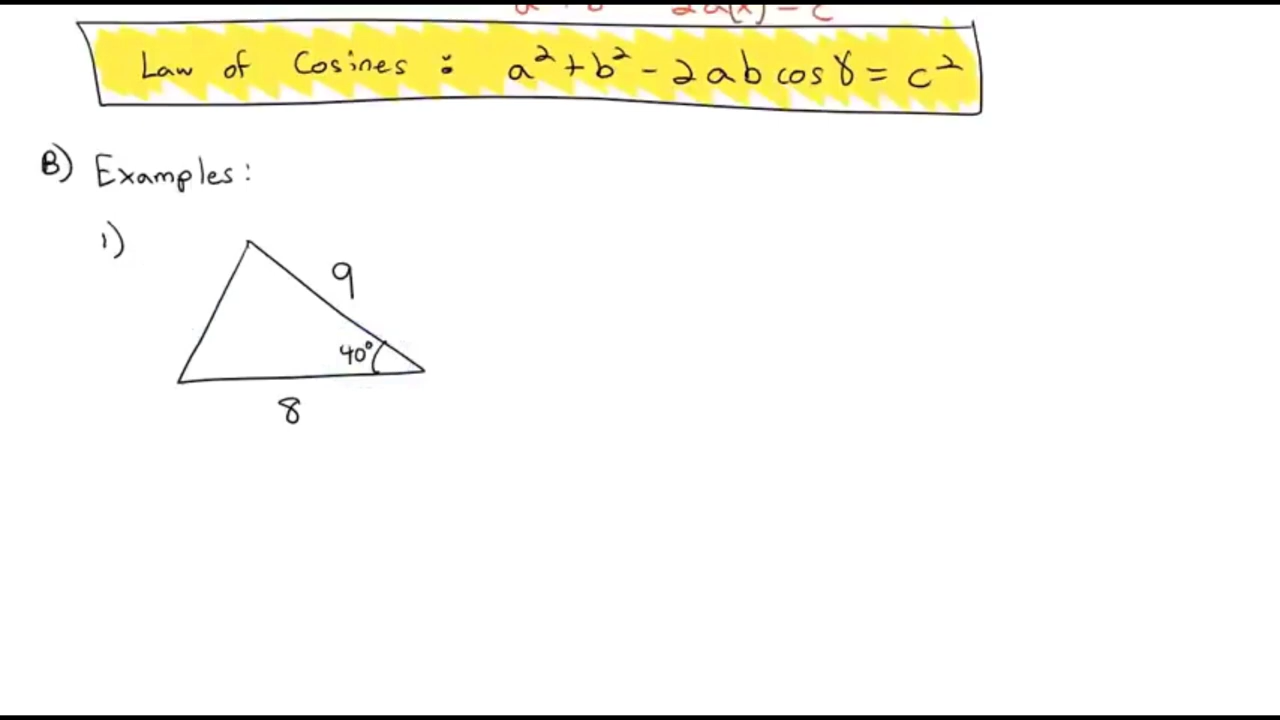 Law of Cosines : a² + b² - 2ab cos γ = c²
B) Examples:
1)
9
40°
8